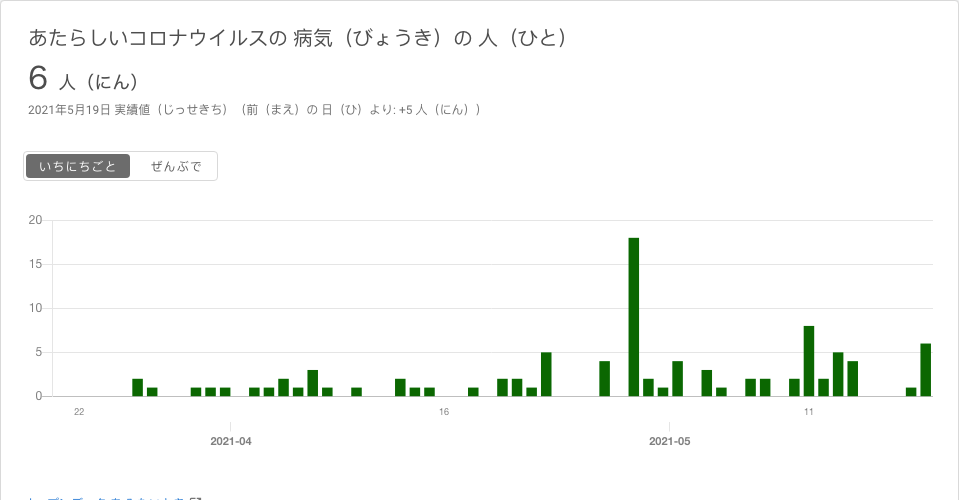 あたらしいコロナウイルスの 病気（びょうき）の 人（ひと）
6 人（にん）
2021年5月19日 実績値（じっせきち）（前（まえ）の 日（ひ）より: +5 人（にん））
いちにちごと ぜんぶで
20
15
10
5
0
22 16 11
2021-04 2021-05